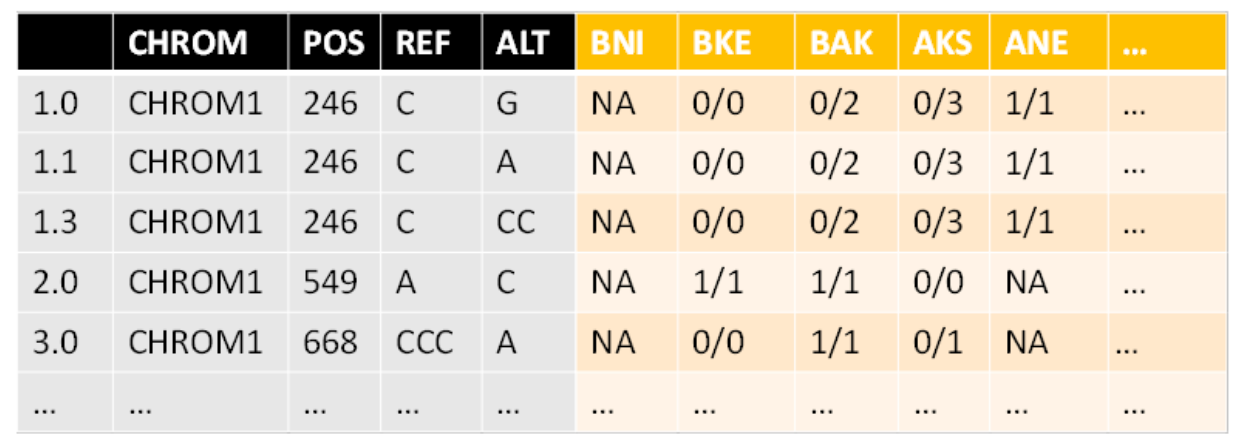 CHROM POS REF ALT BNI BKE BAK AKS ANE ...
1.0 CHROM1 246 C G NA 0/0 0/2 0/3 1/1 ...
1.1 CHROM1 246 C A NA 0/0 0/2 0/3 1/1 ...
1.3 CHROM1 246 C CC NA 0/0 0/2 0/3 1/1 ...
2.0 CHROM1 549 A C NA 1/1 1/1 0/0 NA ...
3.0 CHROM1 668 CCC A NA 0/0 1/1 0/1 NA ...
... ... ... ... ... ... ... ... ... ... ...